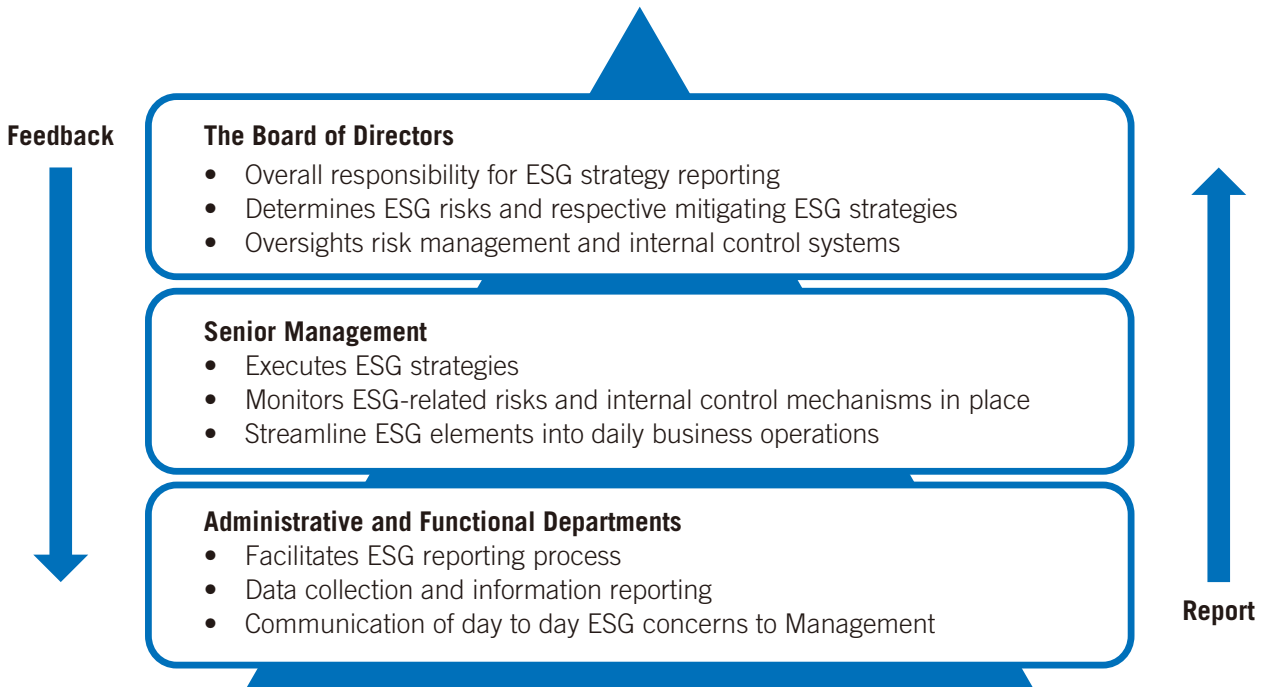 Feedback
The Board of Directors
• Overall responsibility for ESG strategy reporting
• Determines ESG risks and respective mitigating ESG strategies
• Oversights risk management and internal control systems
Senior Management
• Executes ESG strategies
• Monitors ESG-related risks and internal control mechanisms in place
• Streamline ESG elements into daily business operations
Administrative and Functional Departments
• Facilitates ESG reporting process
• Data collection and information reporting
• Communication of day to day ESG concerns to Management
Report